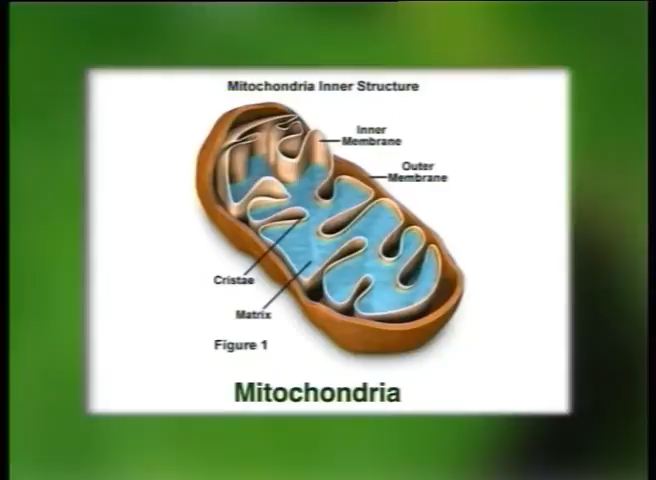 Mitochondria Inner Structure
Inner
Membrane
Outer
Membrane
Cristae
Matrix
Figure 1
Mitochondria